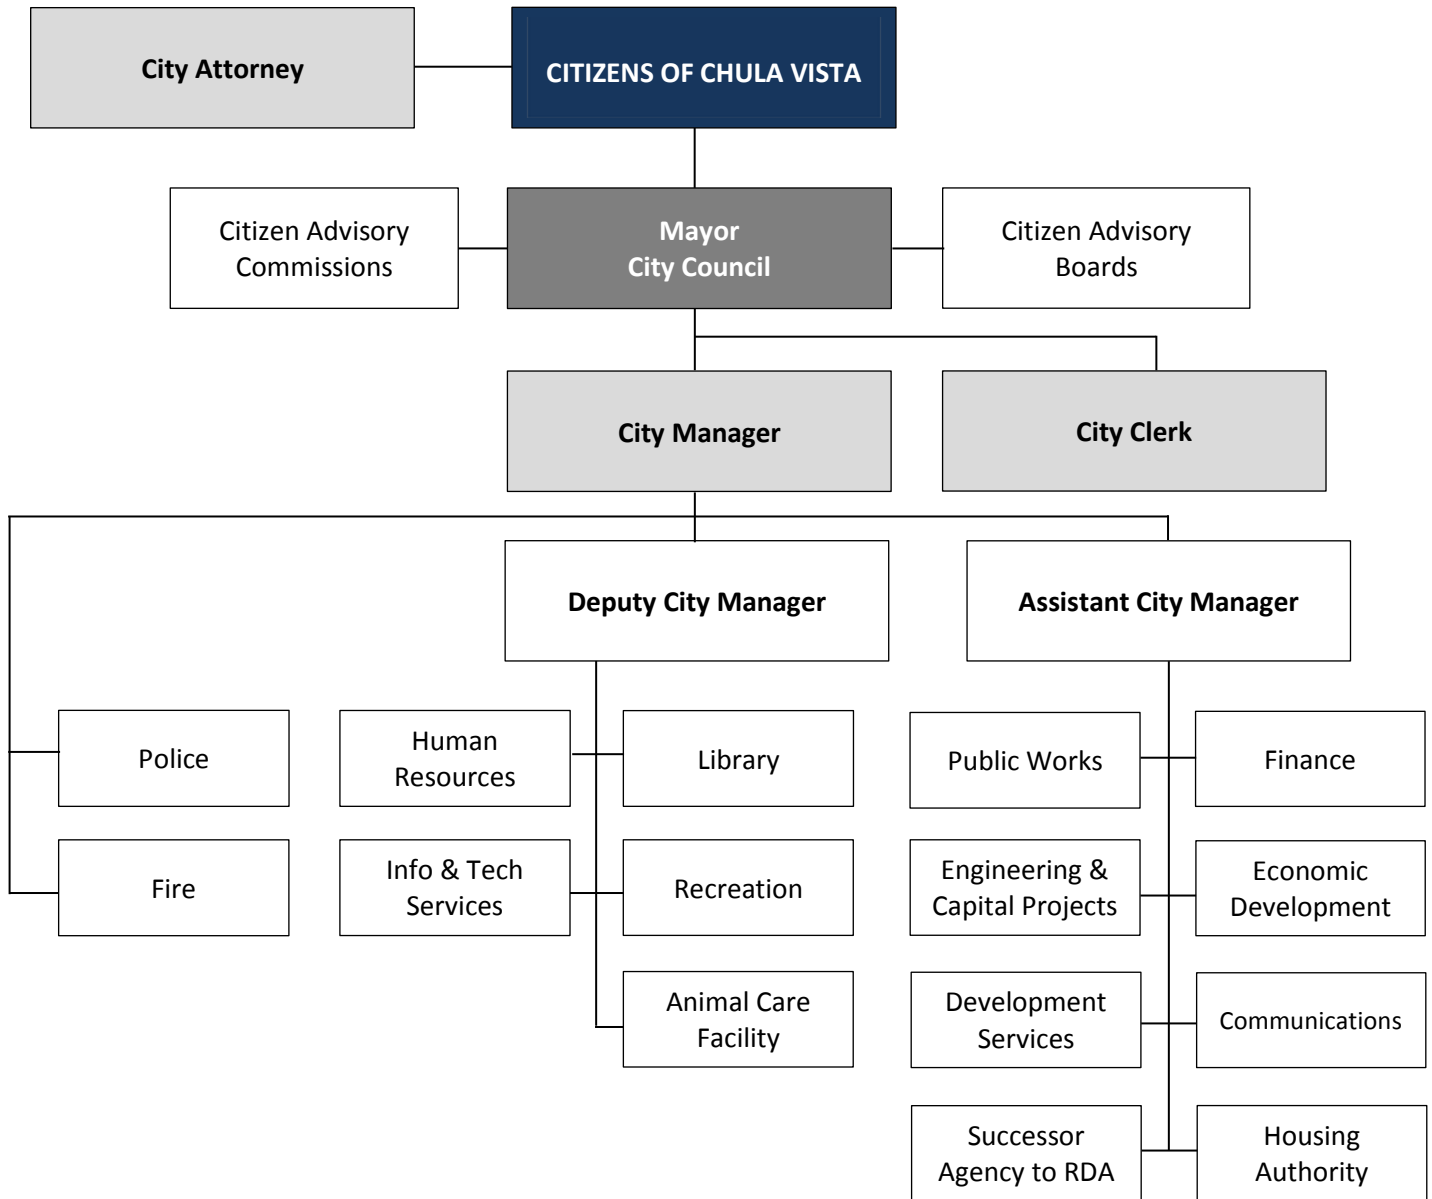 City Attorney
CITIZENS OF CHULA VISTA
Citizen Advisory
Commissions
Mayor
City Council
Citizen Advisory
Boards
City Manager
City Clerk
Deputy City Manager
Assistant City Manager
Police
Human
Resources
Library
Public Works
Finance
Fire
Info & Tech
Services
Recreation
Engineering &
Capital Projects
Economic
Development
Animal Care
Facility
Development
Services
Communications
Successor
Agency to RDA
Housing
Authority